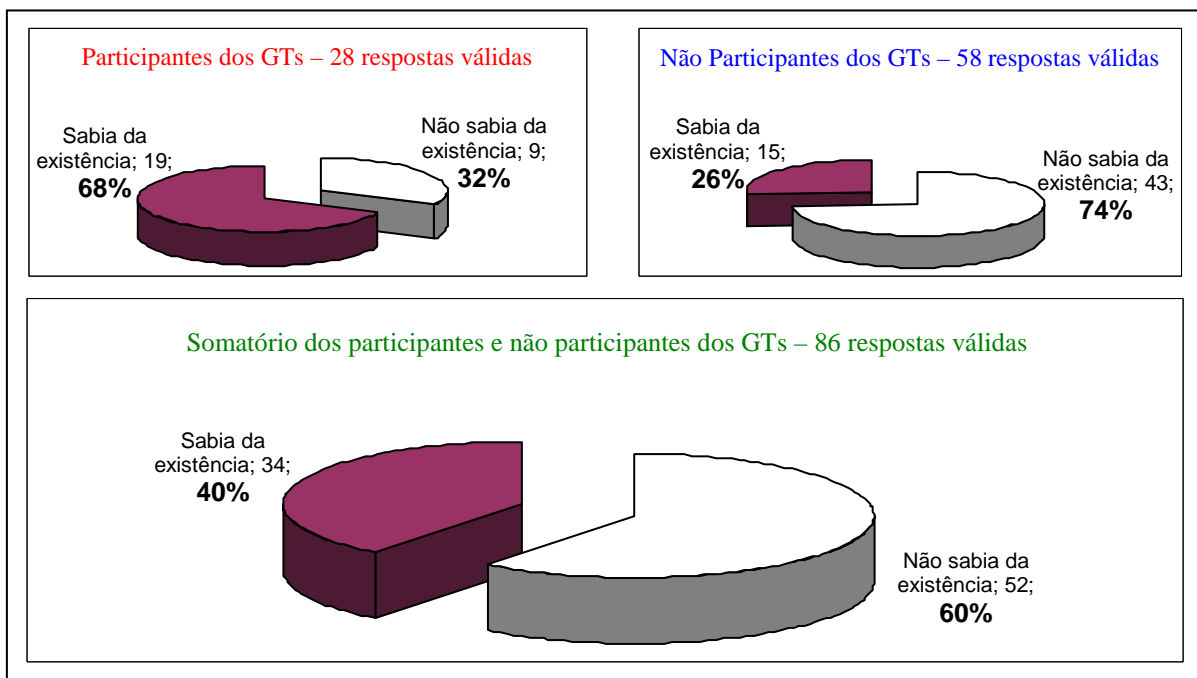 Participantes dos GTs – 28 respostas válidas
Sabia da
existência; 19;
68%
Não sabia da
existência; 9;
32%
Não Participantes dos GTs – 58 respostas válidas
Sabia da
existência; 15;
26%
Não sabia da
existência; 43;
74%
Somatório dos participantes e não participantes dos GTs – 86 respostas válidas
Sabia da
existência; 34;
40%
Não sabia da
existência; 52;
60%